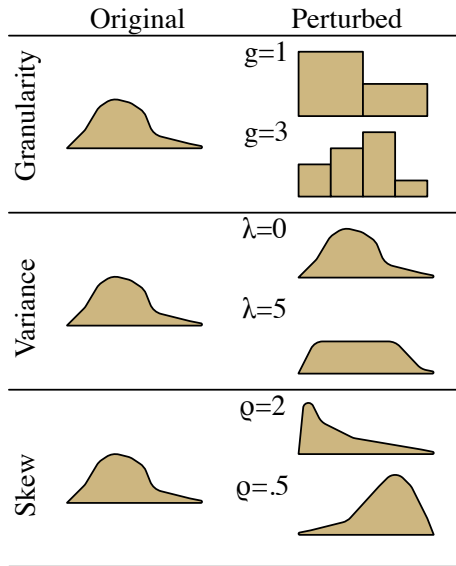 Original Perturbed
Granularity
g=1
g=3
Variance
λ=0
λ=5
Skew
ϱ=2
ϱ=.5